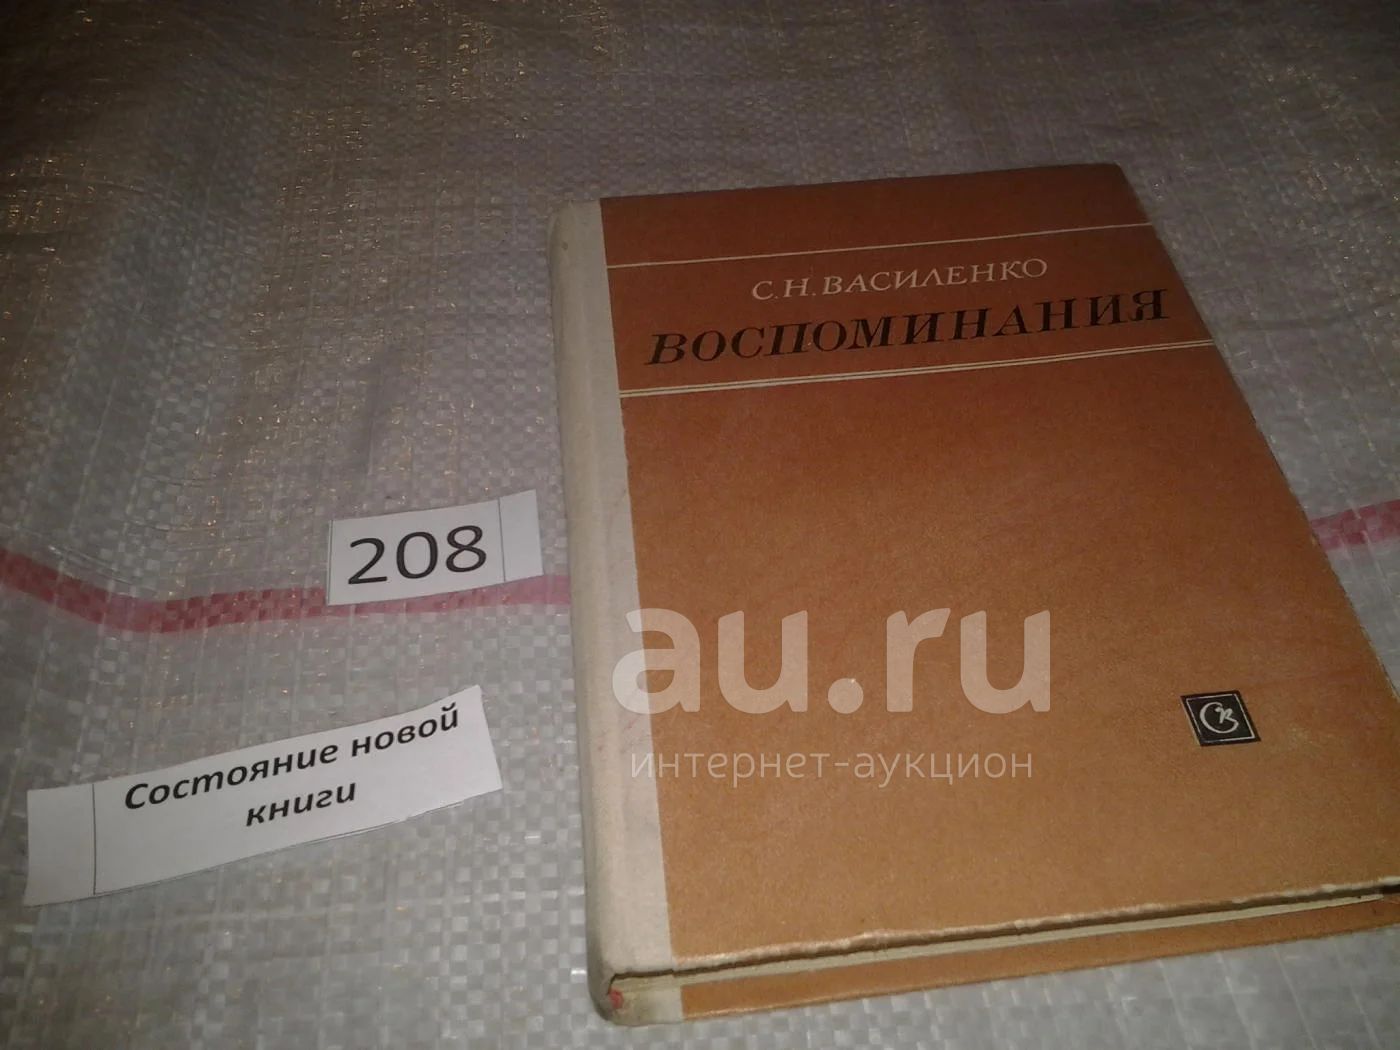 С. Н. ВАСИЛЕНКО
ВОСПОМИНАНИЯ
208
au.ru
интернет-аукцион
Состояние новой
книги